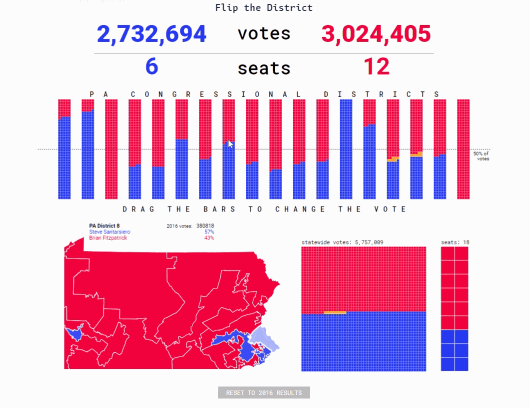 Flip the District
2,732,694 votes 3,024,405
6 seats 12
PA CONGRESSIONAL DISTRICTS
50% of
votes
DRAG THE BARS TO CHANGE THE VOTE
PA District 8 2016 votes: 380818
Steve Santarsiero 57%
Brian Fitzpatrick 43%
statewide votes: 5,757,099 seats: 18
RESET TO 2016 RESULTS